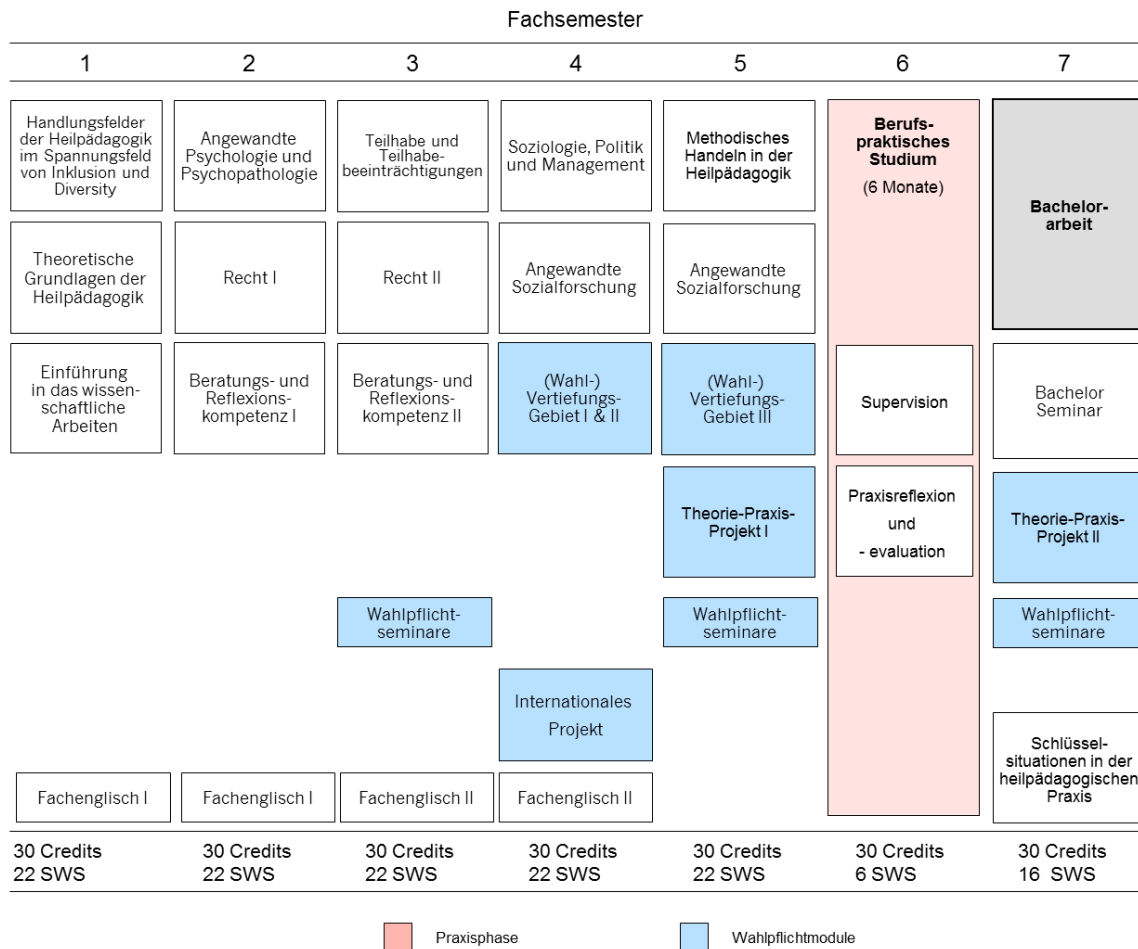 Fachsemester
1 2 3 4 5 6 7
Handlungsfelder
der Heilpädagogik
im Spannungsfeld
von Inklusion und
Diversity
Angewandte
Psychologie und
Psychopathologie
Teilhabe und
Teilhabe-
beeinträchtigungen
Soziologie, Politik
und Management
Methodisches
Handeln in der
Heilpädagogik
Berufs-
praktisches
Studium
(6 Monate)
Bachelor-
arbeit
Theoretische
Grundlagen der
Heilpädagogik
Recht I
Recht II
Angewandte
Sozialforschung
Angewandte
Sozialforschung
Einführung
in das wissen-
schaftliche
Arbeiten
Beratungs- und
Reflexions-
kompetenz I
Beratungs- und
Reflexions-
kompetenz II
(Wahl-)
Vertiefungs-
Gebiet I & II
(Wahl-)
Vertiefungs-
Gebiet III
Supervision
Bachelor
Seminar
Theorie-Praxis-
Projekt I
Praxisreflexion
und
- evaluation
Theorie-Praxis-
Projekt II
Wahlpflicht-
seminare
Wahlpflicht-
seminare
Wahlpflicht-
seminare
Internationales
Projekt
Schlüssel-
situationen in der
heilpädagogischen
Praxis
Fachenglisch I
Fachenglisch I
Fachenglisch II
Fachenglisch II
30 Credits 30 Credits 30 Credits 30 Credits 30 Credits 30 Credits 30 Credits
22 SWS 22 SWS 22 SWS 22 SWS 22 SWS 6 SWS 16 SWS
Praxisphase
Wahlpflichtmodule